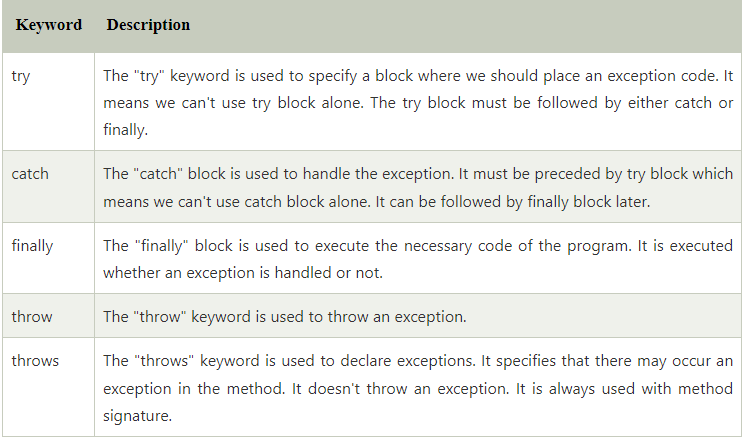 Keyword Description
try The "try" keyword is used to specify a block where we should place an exception code. It
means we can't use try block alone. The try block must be followed by either catch or
finally.
catch The "catch" block is used to handle the exception. It must be preceded by try block which
means we can't use catch block alone. It can be followed by finally block later.
finally The "finally" block is used to execute the necessary code of the program. It is executed
whether an exception is handled or not.
throw The "throw" keyword is used to throw an exception.
throws The "throws" keyword is used to declare exceptions. It specifies that there may occur an
exception in the method. It doesn't throw an exception. It is always used with method
signature.